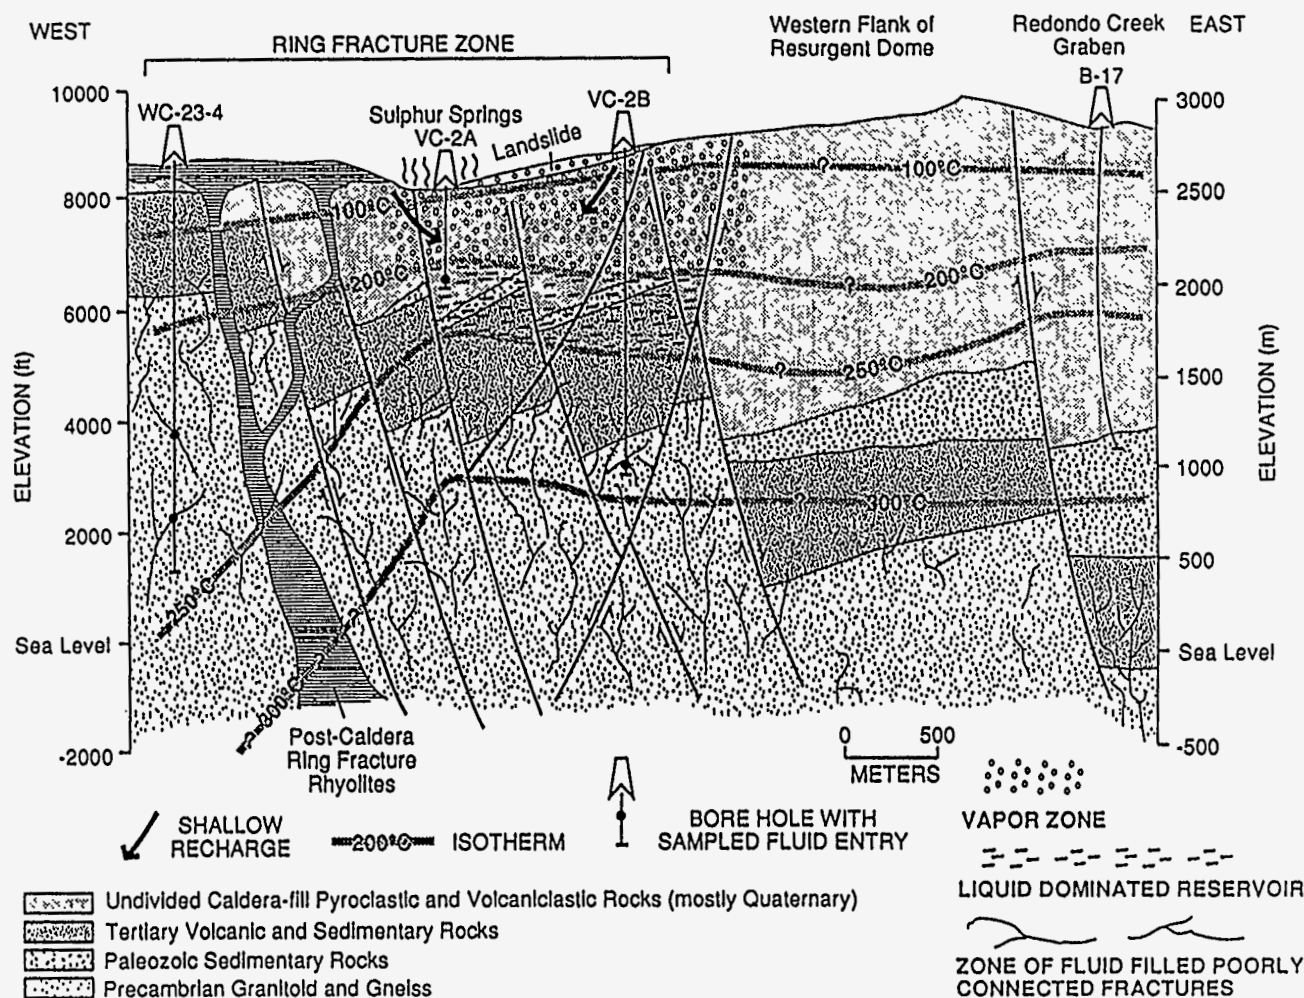 WEST
RING FRACTURE ZONE
Western Flank of
Resurgent Dome
Redondo Creek
Graben
EAST
B-17
10000
3000
WC-23-4
Sulphur Springs
VC-2A
Landslide
VC-2B
8000
2500
100°C
? 100°C
200°C
? 200°C
6000
2000
? 250°C
1500
4000
1000
? 300°C
2000
500
250°C
?
Sea Level
Sea Level
? 300°C
-2000
-500
ELEVATION (ft)
ELEVATION (m)
Post-Caldera
Ring Fracture
Rhyolites
0 500
METERS
SHALLOW
RECHARGE
200°C ISOTHERM
BORE HOLE WITH
SAMPLED FLUID ENTRY
VAPOR ZONE
LIQUID DOMINATED RESERVOIR
ZONE OF FLUID FILLED POORLY
CONNECTED FRACTURES
Undivided Caldera-fill Pyroclastic and Volcaniclastic Rocks (mostly Quaternary)
Tertiary Volcanic and Sedimentary Rocks
Paleozoic Sedimentary Rocks
Precambrian Granitoid and Gneiss